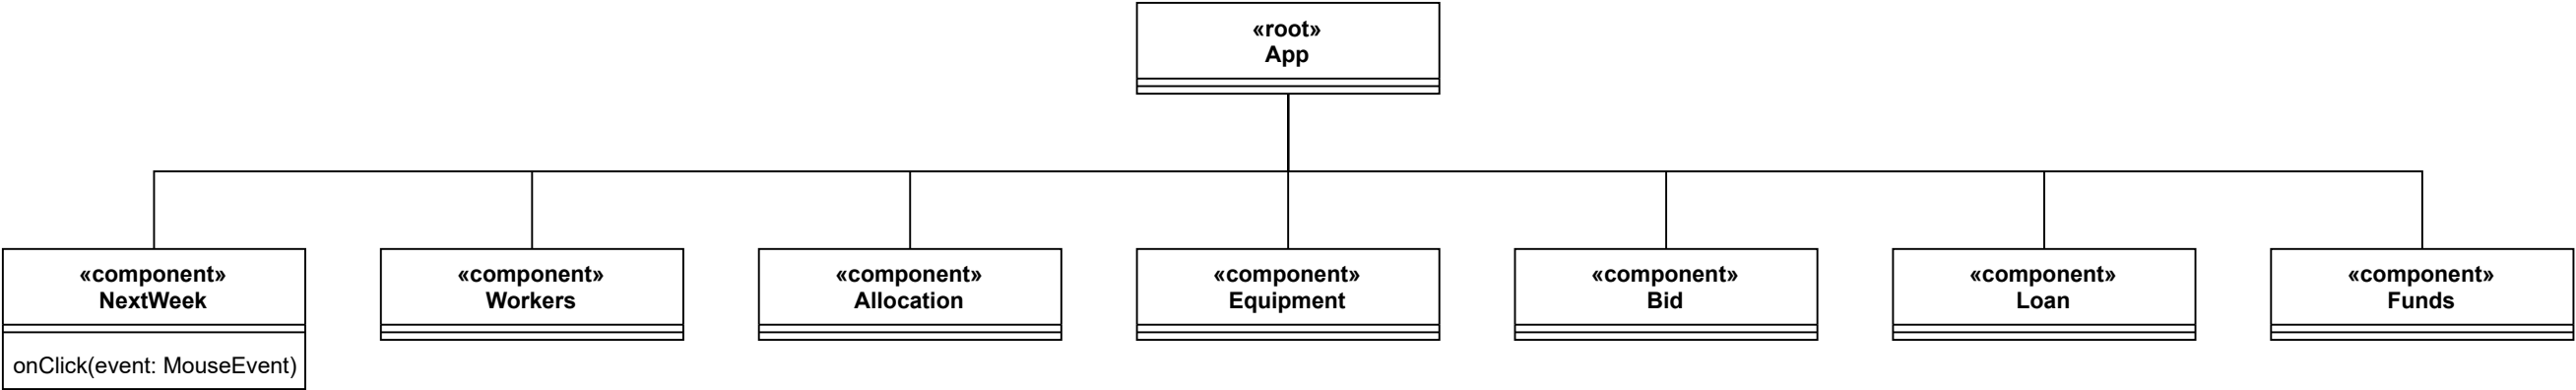 «root»
App
«component»
NextWeek
onClick(event: MouseEvent)
«component»
Workers
«component»
Allocation
«component»
Equipment
«component»
Bid
«component»
Loan
«component»
Funds